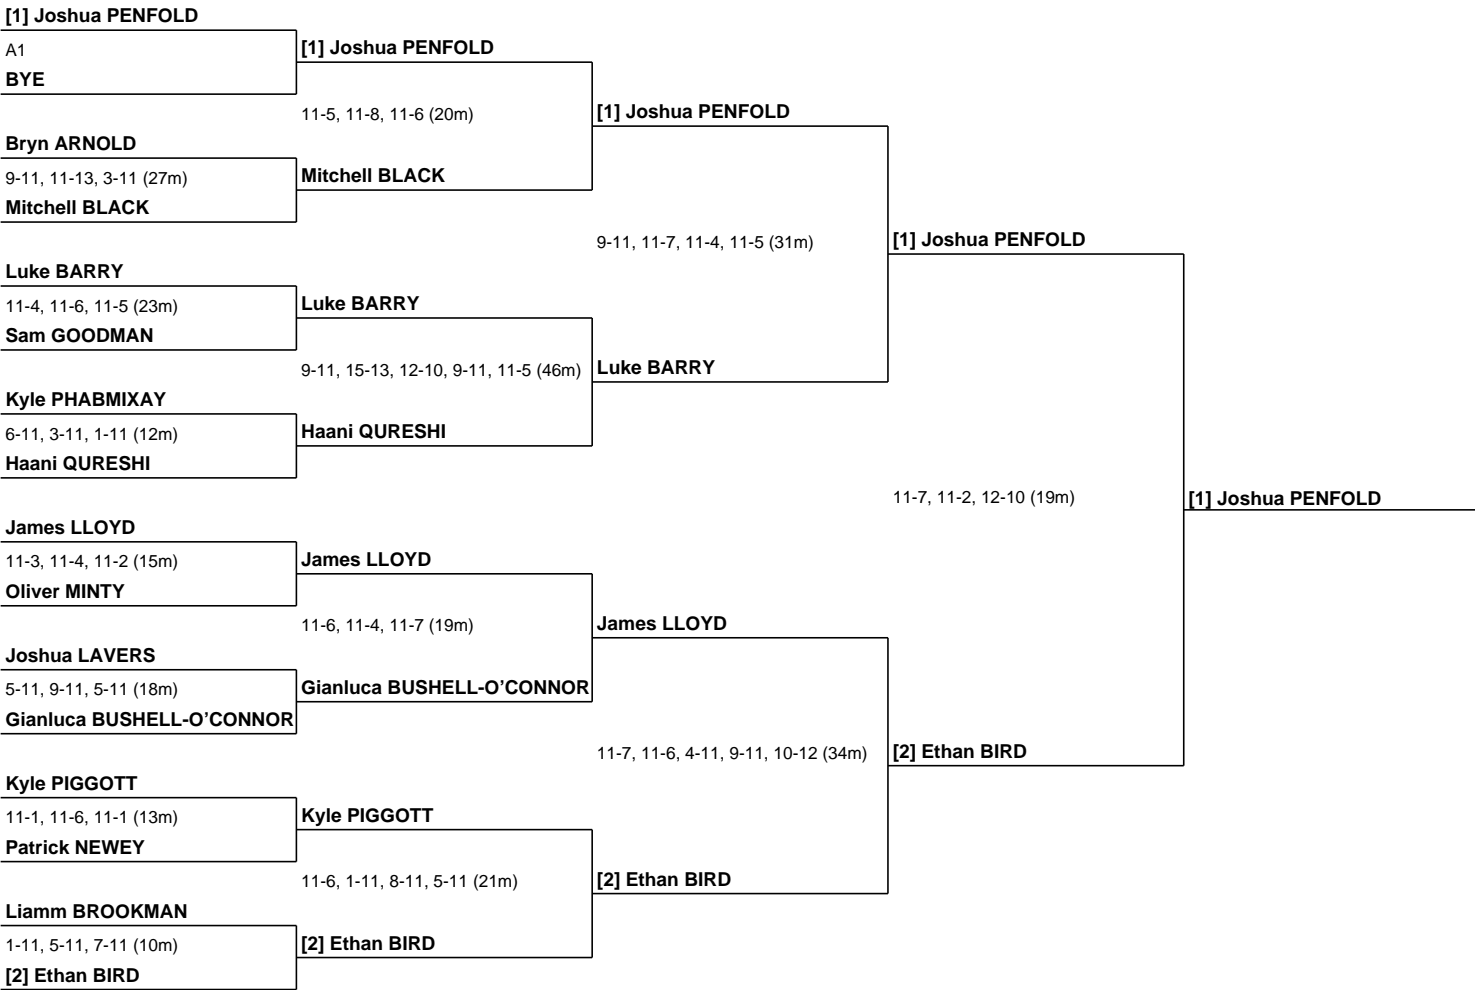 [1] Joshua PENFOLD
A1
BYE
Bryn ARNOLD
9-11, 11-13, 3-11 (27m)
Mitchell BLACK
Luke BARRY
11-4, 11-6, 11-5 (23m)
Sam GOODMAN
Kyle PHABMIXAY
6-11, 3-11, 1-11 (12m)
Haani QURESHI
James LLOYD
11-3, 11-4, 11-2 (15m)
Oliver MINTY
Joshua LAVERS
5-11, 9-11, 5-11 (18m)
Gianluca BUSHELL-O’CONNOR
Kyle PIGGOTT
11-1, 11-6, 11-1 (13m)
Patrick NEWEY
Liamm BROOKMAN
1-11, 5-11, 7-11 (10m)
[2] Ethan BIRD
[1] Joshua PENFOLD
11-5, 11-8, 11-6 (20m)
Mitchell BLACK
Luke BARRY
9-11, 15-13, 12-10, 9-11, 11-5 (46m)
Haani QURESHI
James LLOYD
11-6, 11-4, 11-7 (19m)
Gianluca BUSHELL-O’CONNOR
Kyle PIGGOTT
11-6, 1-11, 8-11, 5-11 (21m)
[2] Ethan BIRD
[1] Joshua PENFOLD
9-11, 11-7, 11-4, 11-5 (31m)
Luke BARRY
James LLOYD
11-7, 11-6, 4-11, 9-11, 10-12 (34m)
[2] Ethan BIRD
[1] Joshua PENFOLD
11-7, 11-2, 12-10 (19m)
[2] Ethan BIRD
[1] Joshua PENFOLD